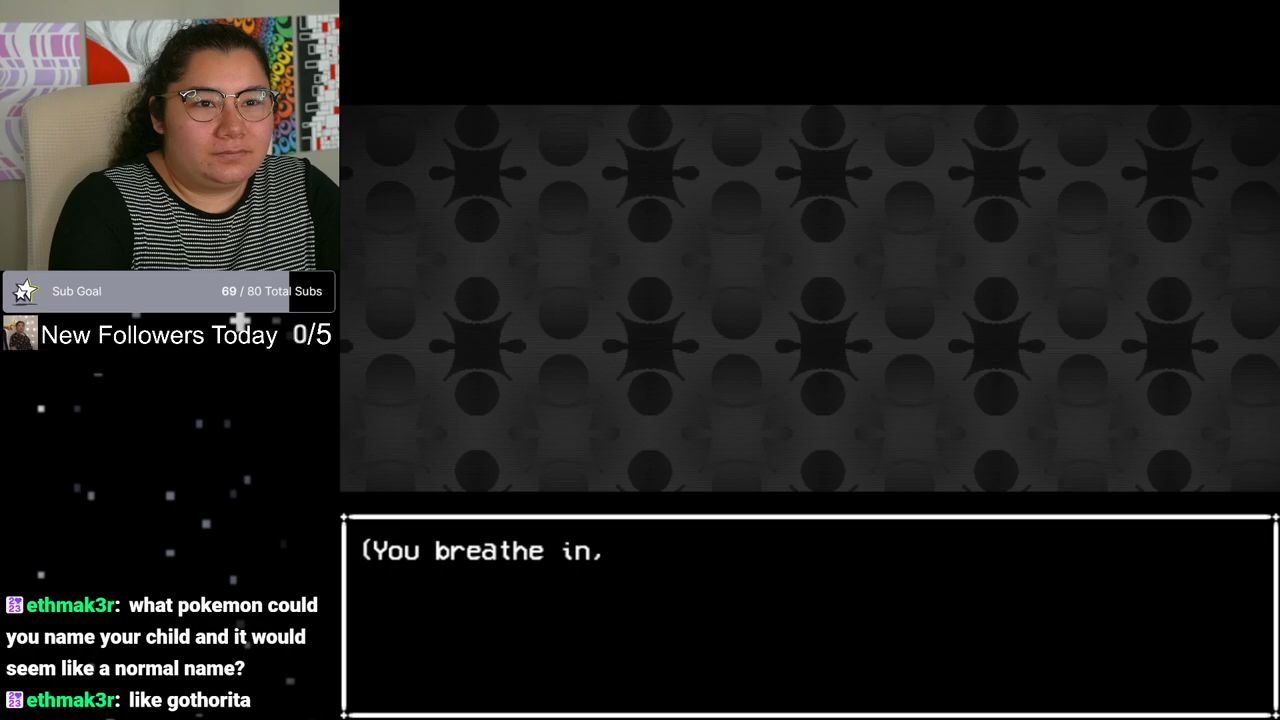 Sub Goal
69 / 80 Total Subs
New Followers Today 0/5
(You breathe in,
ethmak3r: what pokemon could
you name your child and it would
seem like a normal name?
ethmak3r: like gothorita